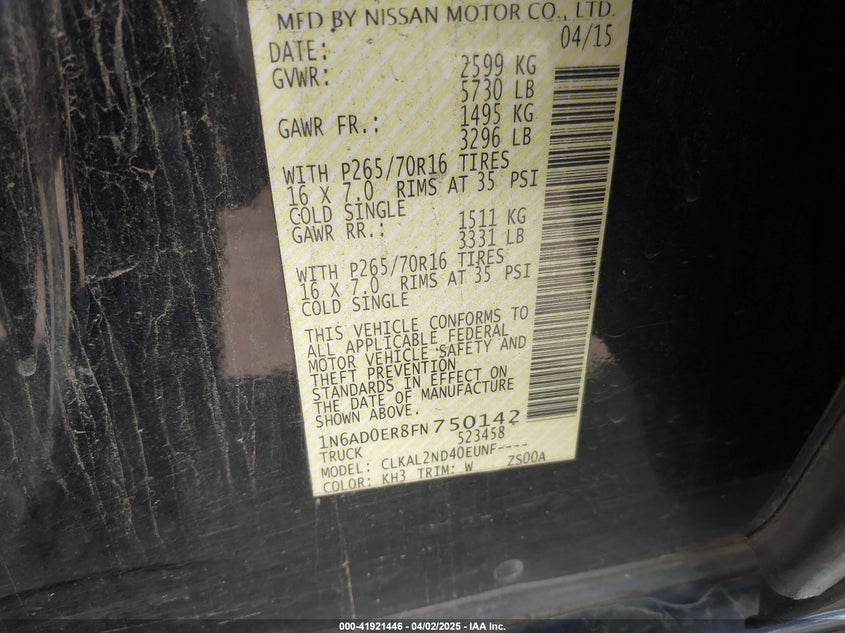 MFD BY NISSAN MOTOR CO., LTD.
DATE: 04/15
GVWR: 2599 KG
5730 LB
GAWR FR.: 1495 KG
3296 LB
WITH P265/70R16 TIRES
16 X 7.0 RIMS AT 35 PSI
COLD SINGLE
GAWR RR.: 1511 KG
3331 LB
WITH P265/70R16 TIRES
16 X 7.0 RIMS AT 35 PSI
COLD SINGLE
THIS VEHICLE CONFORMS TO
ALL APPLICABLE FEDERAL
MOTOR VEHICLE SAFETY AND
THEFT PREVENTION
STANDARDS IN EFFECT ON
THE DATE OF MANUFACTURE
SHOWN ABOVE.
1N6AD0ER8FN 750142
TRUCK 523458
MODEL: CLKAL2ND40EUNF----
COLOR: KH3 TRIM: W ZS00A
000-41921446 - 04/02/2025 - IAA Inc.